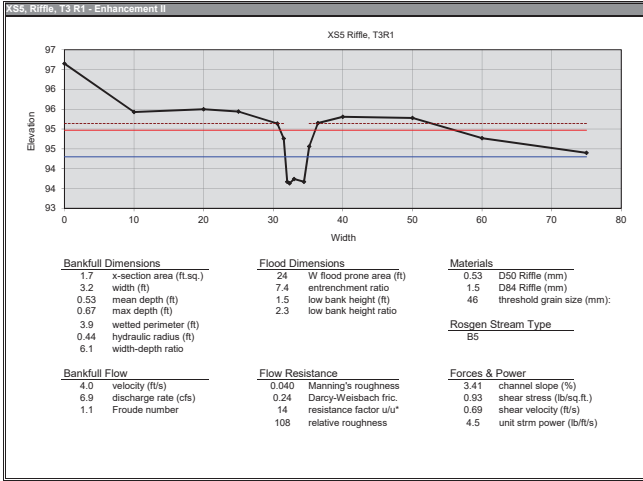 XS5, Riffle, T3 R1 - Enhancement II
XS5 Riffle, T3R1
97
97
96
96
95
95
94
94
93
Elevation
0 10 20 30 40 50 60 70 80
Width
Bankfull Dimensions
1.7 x-section area (ft.sq.)
3.2 width (ft)
0.53 mean depth (ft)
0.67 max depth (ft)
3.9 wetted perimeter (ft)
0.44 hydraulic radius (ft)
6.1 width-depth ratio
Flood Dimensions
24 W flood prone area (ft)
7.4 entrenchment ratio
1.5 low bank height (ft)
2.3 low bank height ratio
Materials
0.53 D50 Riffle (mm)
1.5 D84 Riffle (mm)
46 threshold grain size (mm):
Rosgen Stream Type
B5
Bankfull Flow
4.0 velocity (ft/s)
6.9 discharge rate (cfs)
1.1 Froude number
Flow Resistance
0.040 Manning's roughness
0.24 Darcy-Weisbach fric.
14 resistance factor u/u*
108 relative roughness
Forces & Power
3.41 channel slope (%)
0.93 shear stress (lb/sq.ft.)
0.69 shear velocity (ft/s)
4.5 unit strm power (lb/ft/s)